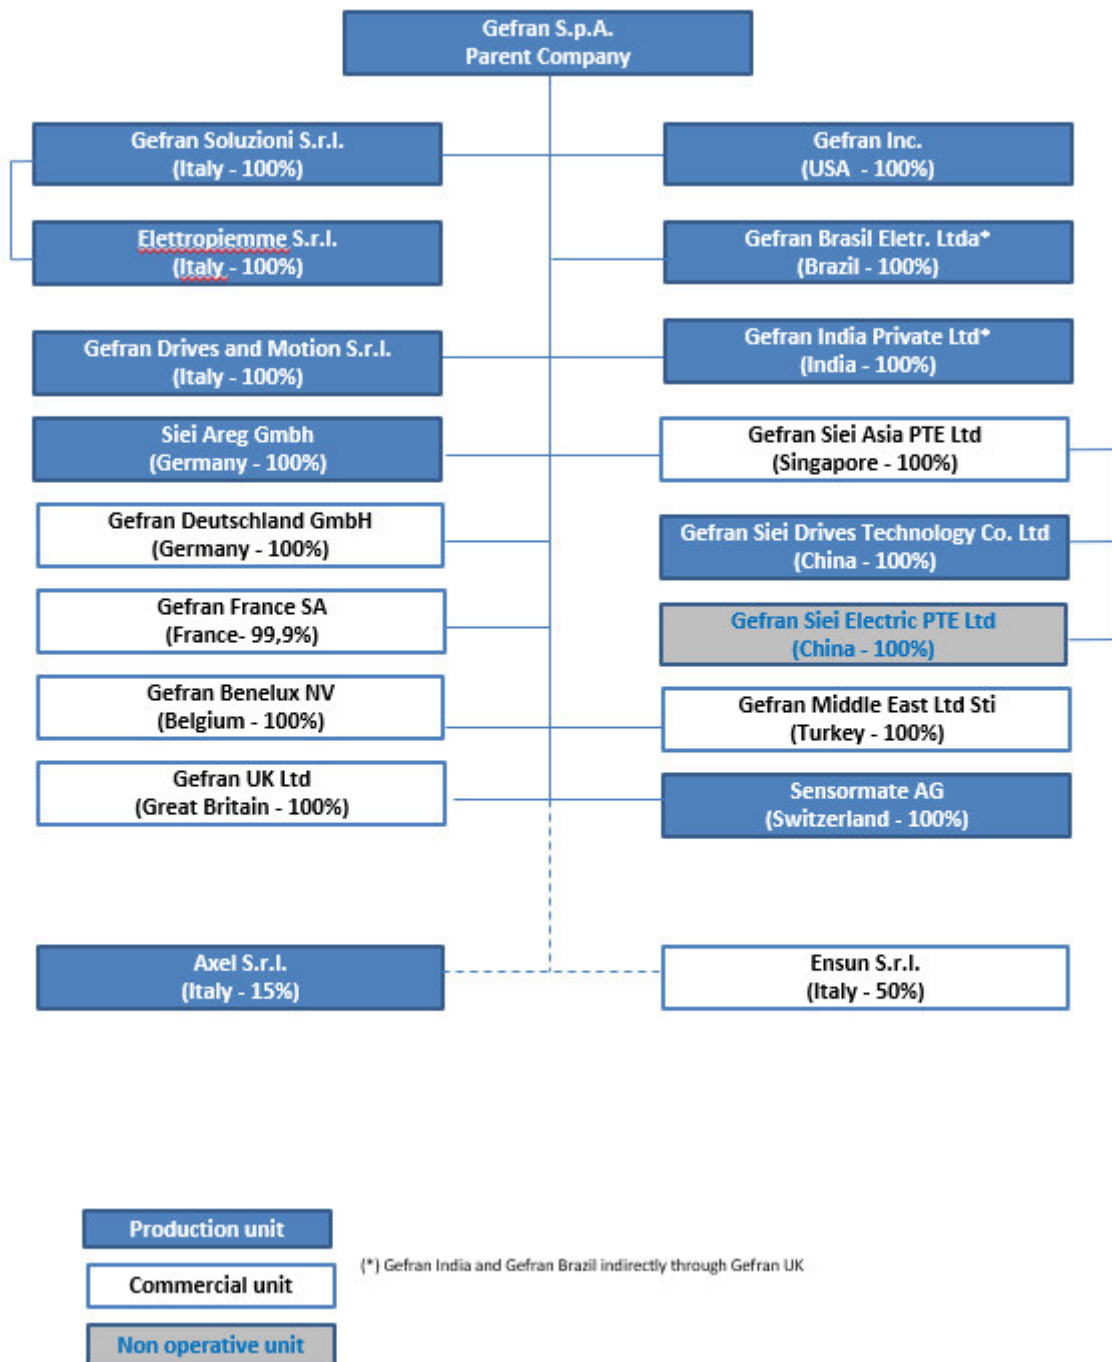 Gefran S.p.A.
Parent Company
Gefran Soluzioni S.r.l.
(Italy - 100%)
Gefran Inc.
(USA - 100%)
Elettropiemme S.r.l.
(Italy - 100%)
Gefran Brasil Eletr. Ltda*
(Brazil - 100%)
Gefran Drives and Motion S.r.l.
(Italy - 100%)
Gefran India Private Ltd*
(India - 100%)
Siei Areg Gmbh
(Germany - 100%)
Gefran Siei Asia PTE Ltd
(Singapore - 100%)
Gefran Deutschland GmbH
(Germany - 100%)
Gefran Siei Drives Technology Co. Ltd
(China - 100%)
Gefran France SA
(France- 99,9%)
Gefran Siei Electric PTE Ltd
(China - 100%)
Gefran Benelux NV
(Belgium - 100%)
Gefran Middle East Ltd Sti
(Turkey - 100%)
Gefran UK Ltd
(Great Britain - 100%)
Sensormate AG
(Switzerland - 100%)
Axel S.r.l.
(Italy - 15%)
Ensun S.r.l.
(Italy - 50%)
Production unit
Commercial unit
(*) Gefran India and Gefran Brazil indirectly through Gefran UK
Non operative unit